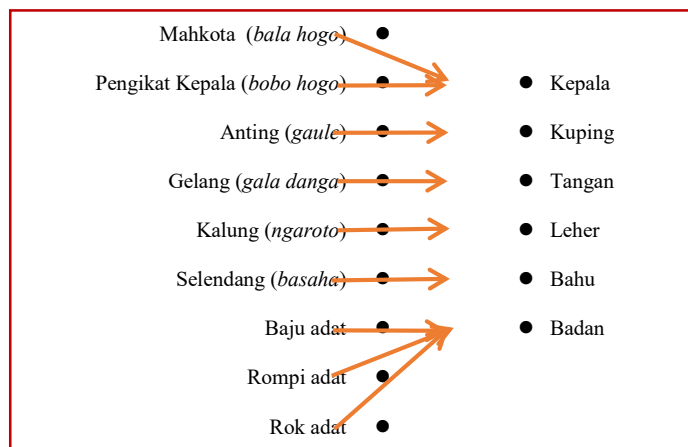 Mahkota (bala hogo)
Pengikat Kepala (bobo hogo) Kepala
Anting (gaule) Kuping
Gelang (gala danga) Tangan
Kalung (ngaroto) Leher
Selendang (basaha) Bahu
Baju adat Badan
Rompi adat
Rok adat